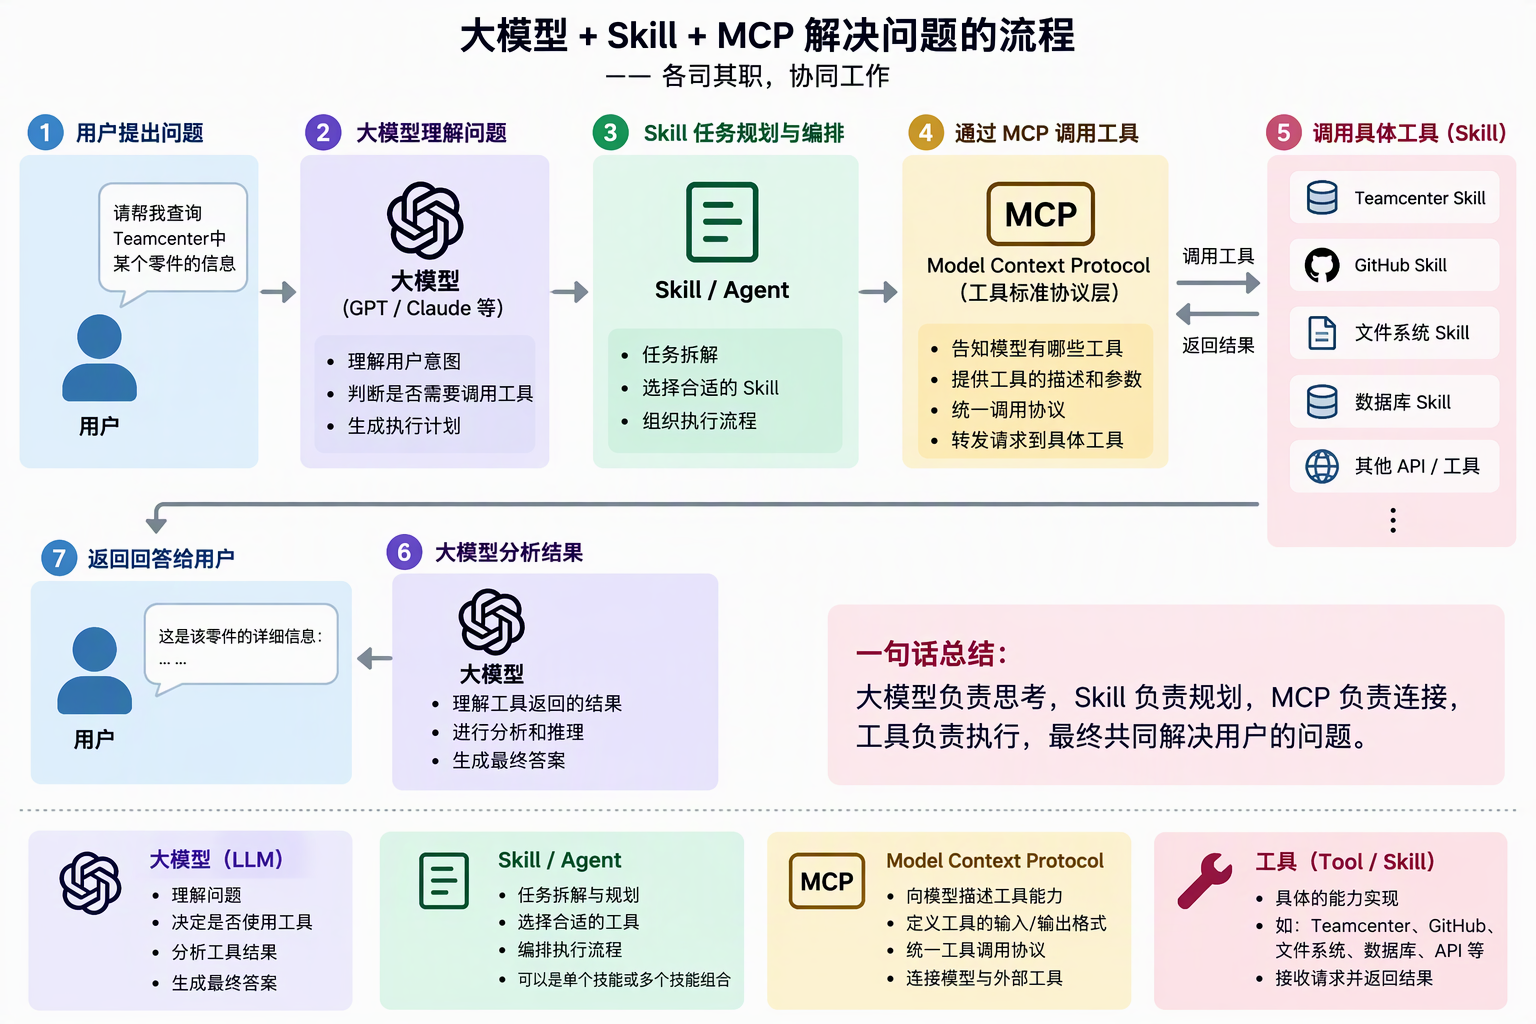 大模型 + Skill + MCP 解决问题的流程
—— 各司其职，协同工作
1 用户提出问题
请帮我查询
Teamcenter中
某个零件的信息
用户
2 大模型理解问题
大模型
(GPT / Claude 等)
• 理解用户意图
• 判断是否需要调用工具
• 生成执行计划
3 Skill 任务规划与编排
Skill / Agent
• 任务拆解
• 选择合适的 Skill
• 组织执行流程
4 通过 MCP 调用工具
MCP
Model Context Protocol
（工具标准协议层）
• 告知模型有哪些工具
• 提供工具的描述和参数
• 统一调用协议
• 转发请求到具体工具
调用工具
返回结果
5 调用具体工具 (Skill)
Teamcenter Skill
GitHub Skill
文件系统 Skill
数据库 Skill
其他 API / 工具
⋮
7 返回回答给用户
这是该零件的详细信息：
... ...
用户
6 大模型分析结果
大模型
• 理解工具返回的结果
• 进行分析和推理
• 生成最终答案
一句话总结：
大模型负责思考，Skill 负责规划，MCP 负责连接，
工具负责执行，最终共同解决用户的问题。
大模型（LLM）
• 理解问题
• 决定是否使用工具
• 分析工具结果
• 生成最终答案
Skill / Agent
• 任务拆解与规划
• 选择合适的工具
• 编排执行流程
• 可以是单个技能或多个技能组合
MCP
Model Context Protocol
• 向模型描述工具能力
• 定义工具的输入/输出格式
• 统一工具调用协议
• 连接模型与外部工具
工具（Tool / Skill）
• 具体的能力实现
• 如：Teamcenter、GitHub、
文件系统、数据库、API 等
• 接收请求并返回结果